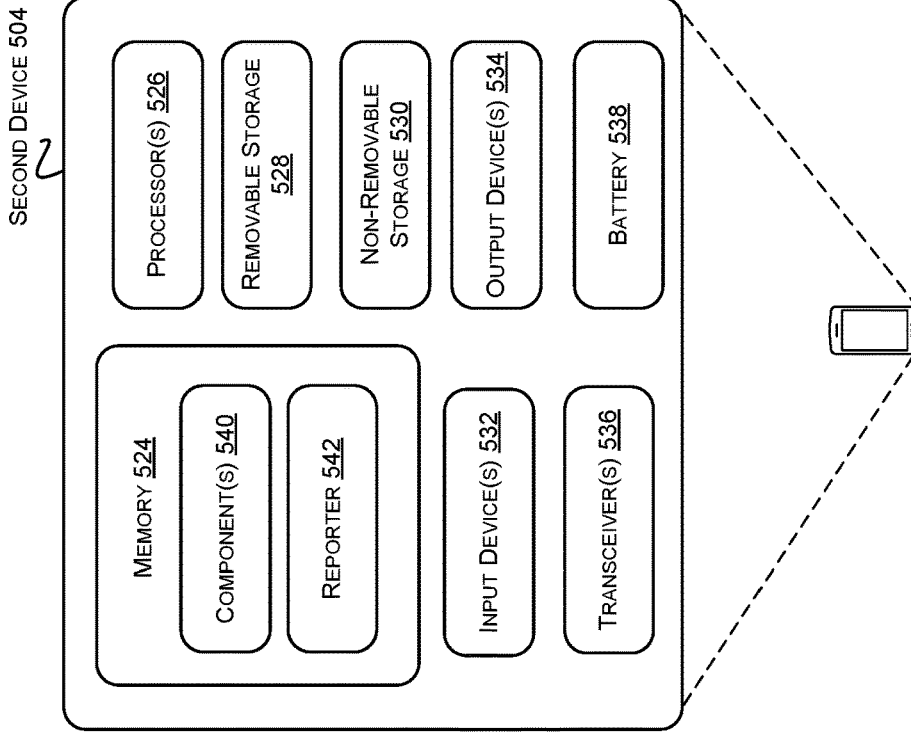 SECOND DEVICE 504
MEMORY 524
COMPONENT(S) 540
REPORTER 542
INPUT DEVICE(S) 532
TRANSCEIVER(S) 536
PROCESSOR(S) 526
REMOVABLE STORAGE
528
NON-REMOVABLE
STORAGE 530
OUTPUT DEVICE(S) 534
BATTERY 538